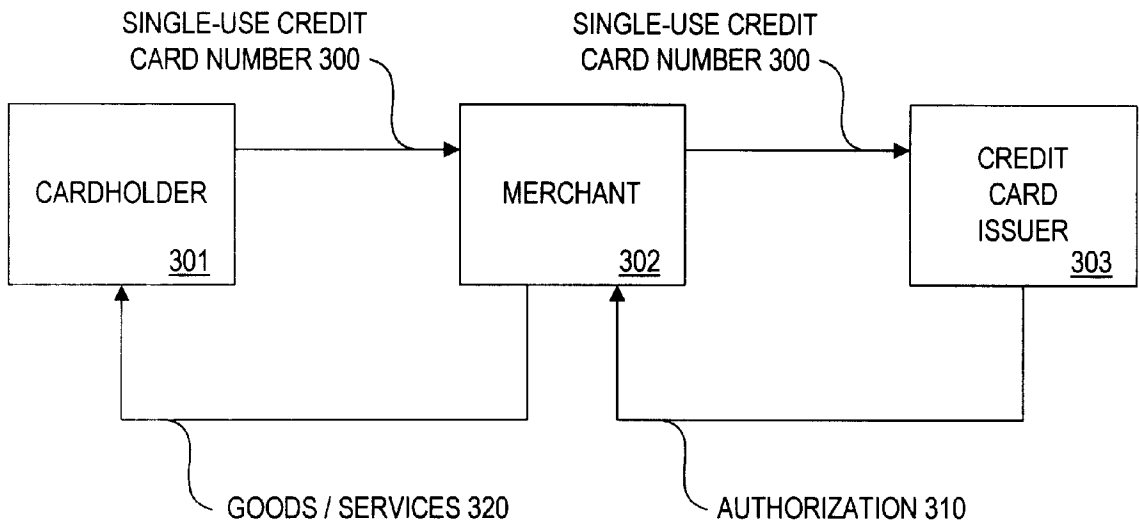 SINGLE-USE CREDIT
CARD NUMBER 300
SINGLE-USE CREDIT
CARD NUMBER 300
CARDHOLDER
301
MERCHANT
302
CREDIT
CARD
ISSUER
303
GOODS / SERVICES 320
AUTHORIZATION 310